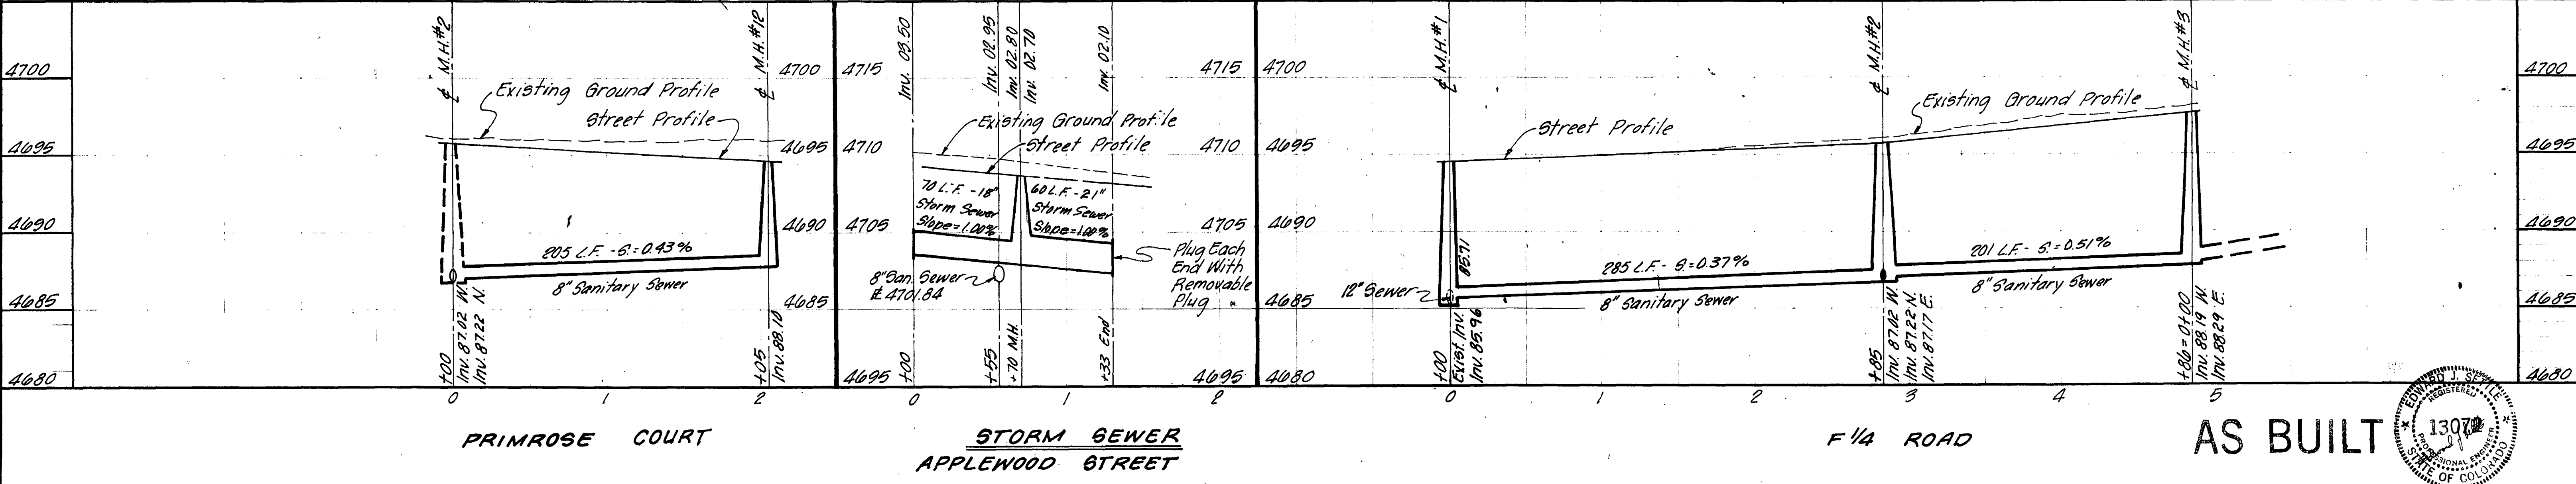 4700
4695
4690
4685
4680
℄ M.H.#2
℄ M.H.#12
Existing Ground Profile
Street Profile
205 L.F. - S.=0.43%
8" Sanitary Sewer
+00
Inv. 87.02 W.
Inv. 87.22 N.
+05
Inv. 88.10
0
1
2
PRIMROSE COURT
4700
4695
4690
4685
4715
4710
4705
4695
Inv. 03.50
Inv. 02.95
Inv. 02.80
Inv. 02.70
Inv. 02.10
Existing Ground Profile
Street Profile
70 L.F. - 18"
Storm Sewer
Slope=1.00%
60 L.F. - 21"
Storm Sewer
Slope=1.00%
8" San. Sewer
4701.84
Plug Each
End With
Removable
Plug
+00
+55
+70 M.H.
+33 End
0
1
2
STORM SEWER
APPLEWOOD STREET
4715
4710
4705
4695
4700
4695
4690
4685
4680
℄ M.H.#1
℄ M.H.#2
℄ M.H.#3
Street Profile
Existing Ground Profile
85.71
12" Sewer
285 L.F. - S.=0.37%
8" Sanitary Sewer
201 L.F. - S.=0.51%
8" Sanitary Sewer
+00
Exist. Inv.
Inv. 85.96
+85
Inv. 87.02 W.
Inv. 87.22 N.
Inv. 87.17 E.
+86=0+00
Inv. 88.19 W.
Inv. 88.29 E.
0
1
2
3
4
5
F 1/4 ROAD
4700
4695
4690
4685
4680
AS BUILT
EDWARD J. SETTLE
REGISTERED
PROFESSIONAL ENGINEER
STATE OF COLORADO